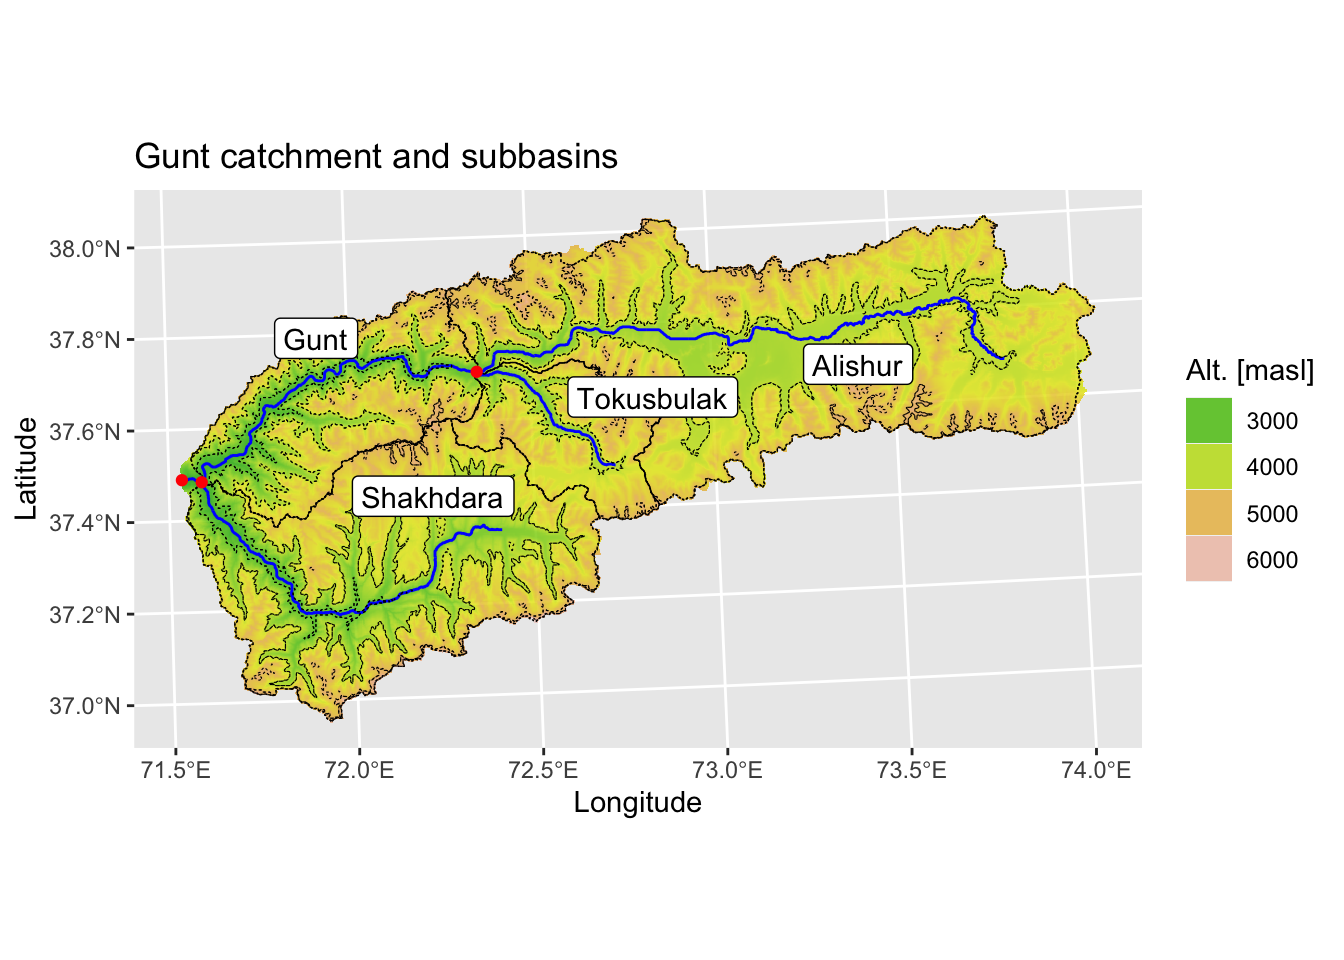 Gunt catchment and subbasins
38.0°N
37.8°N
37.6°N
37.4°N
37.2°N
37.0°N
Latitude
Gunt
Alishur
Tokusbulak
Shakhdara
71.5°E
72.0°E
72.5°E
73.0°E
73.5°E
74.0°E
Longitude
Alt. [masl]
3000
4000
5000
6000